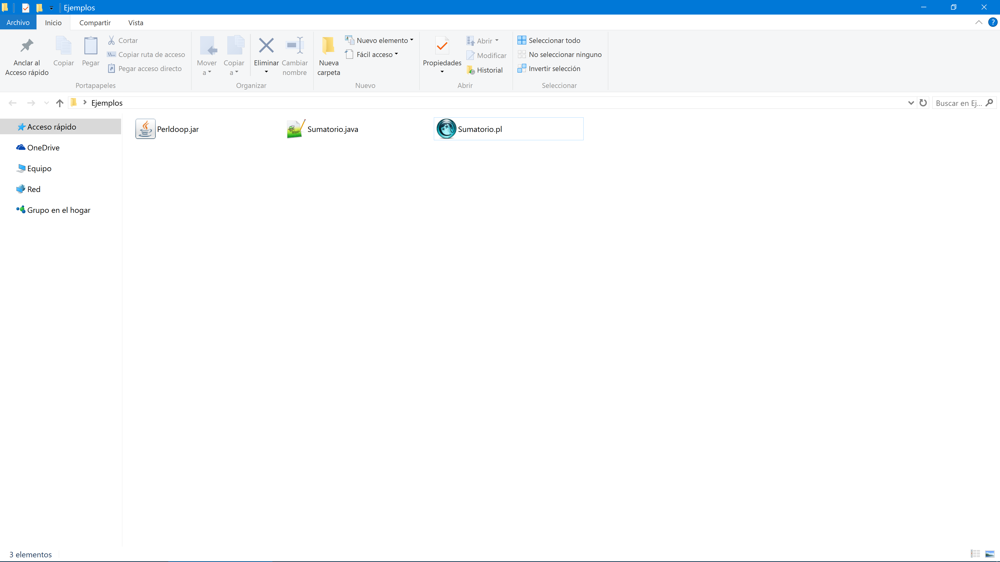 Ejemplos
Archivo
Inicio
Compartir
Vista
?
Anclar al
Acceso rápido
Copiar
Pegar
Cortar
Copiar ruta de acceso
Pegar acceso directo
Portapapeles
Mover
a
Copiar
a
Eliminar
Cambiar
nombre
Organizar
Nueva
carpeta
Nuevo elemento
Fácil acceso
Nuevo
Propiedades
Abrir
Modificar
Historial
Abrir
Seleccionar todo
No seleccionar ninguno
Invertir selección
Seleccionar
Ejemplos
Buscar en Ej...
Acceso rápido
OneDrive
Equipo
Red
Grupo en el hogar
Perldoop.jar
Sumatorio.java
Sumatorio.pl
3 elementos